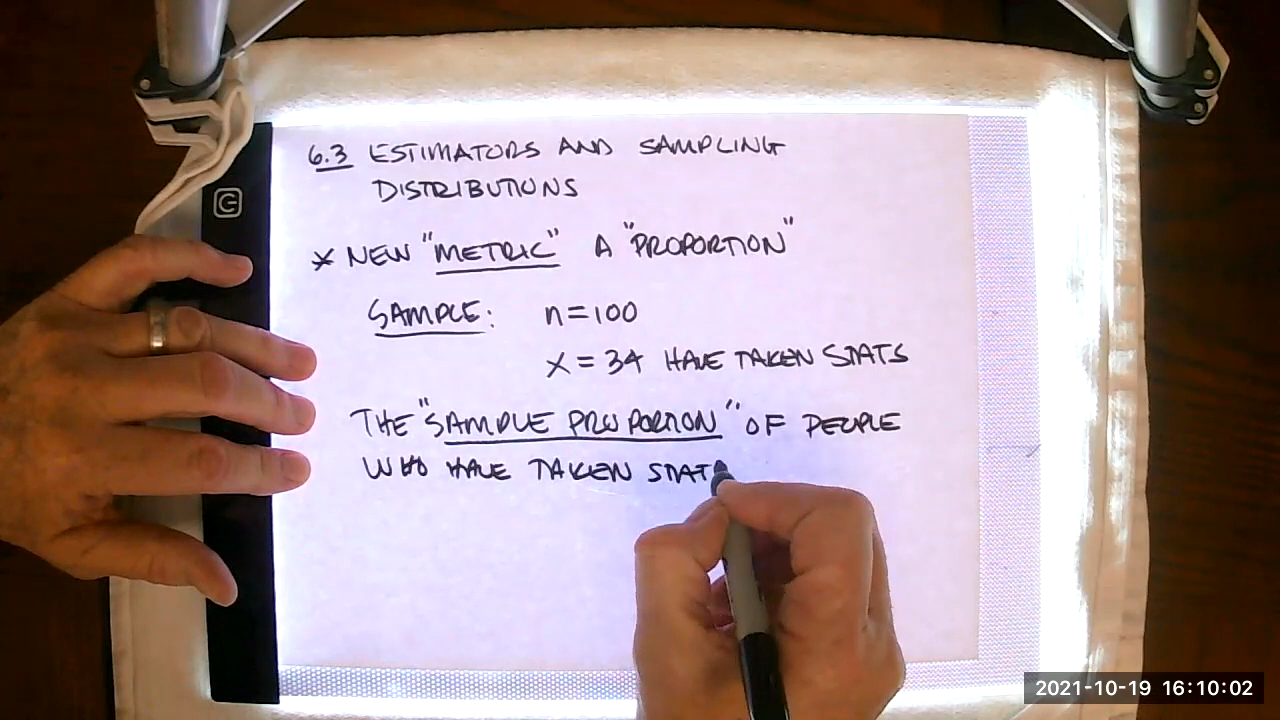 6.3 ESTIMATORS AND SAMPLING
DISTRIBUTIONS
* NEW "METRIC" A "PROPORTION"
SAMPLE: n=100
x = 34 HAVE TAKEN STATS
THE "SAMPLE PROPORTION" OF PEOPLE
WHO HAVE TAKEN STATS
2021-10-19 16:10:02